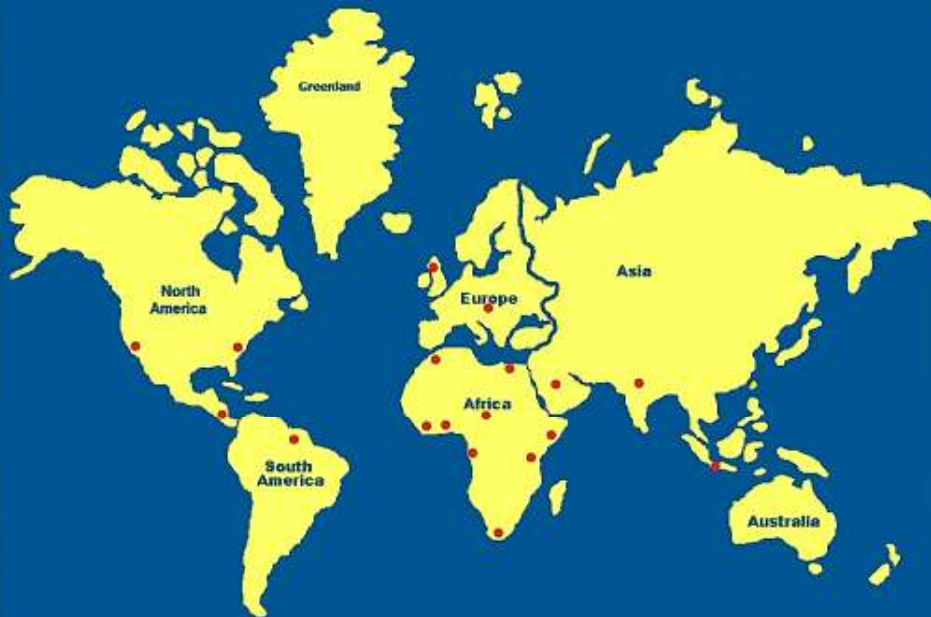 Greenland
Asia
North
America
Europe
Africa
South
America
Australia